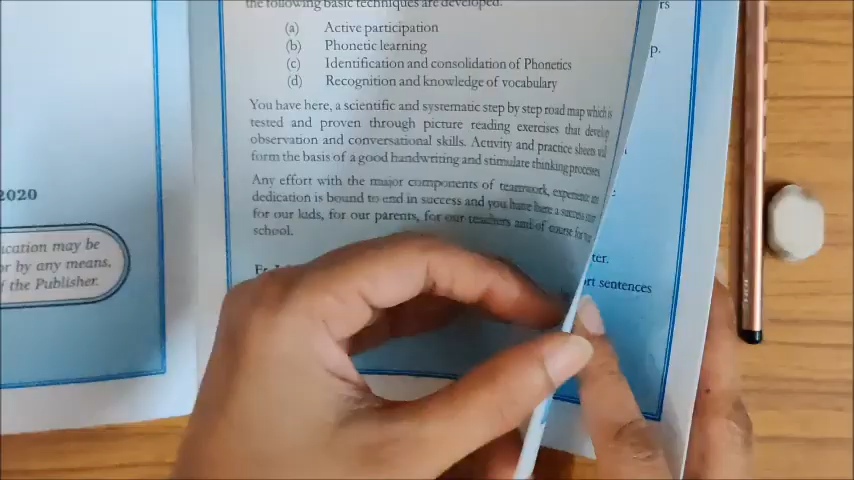 2020
ication may be
or by any means,
f the Publisher.
the following basic techniques are developed.
(a) Active participation
(b) Phonetic learning
(c) Identification and consolidation of Phonetics
(d) Recognition and knowledge of vocabulary
You have here, a scientific and systematic step by step road map which is
tested and proven through picture reading exercises that develop
observation and conversational skills. Activity and practice sheets will
form the basis of a good handwriting and stimulate thinking processes.
Any effort with the major components of teamwork, experience and
dedication is bound to end in success and you have here a success story
for our kids, for our parents, for our teachers and of course for your
school.
rs
p.
ter.
rt sentences